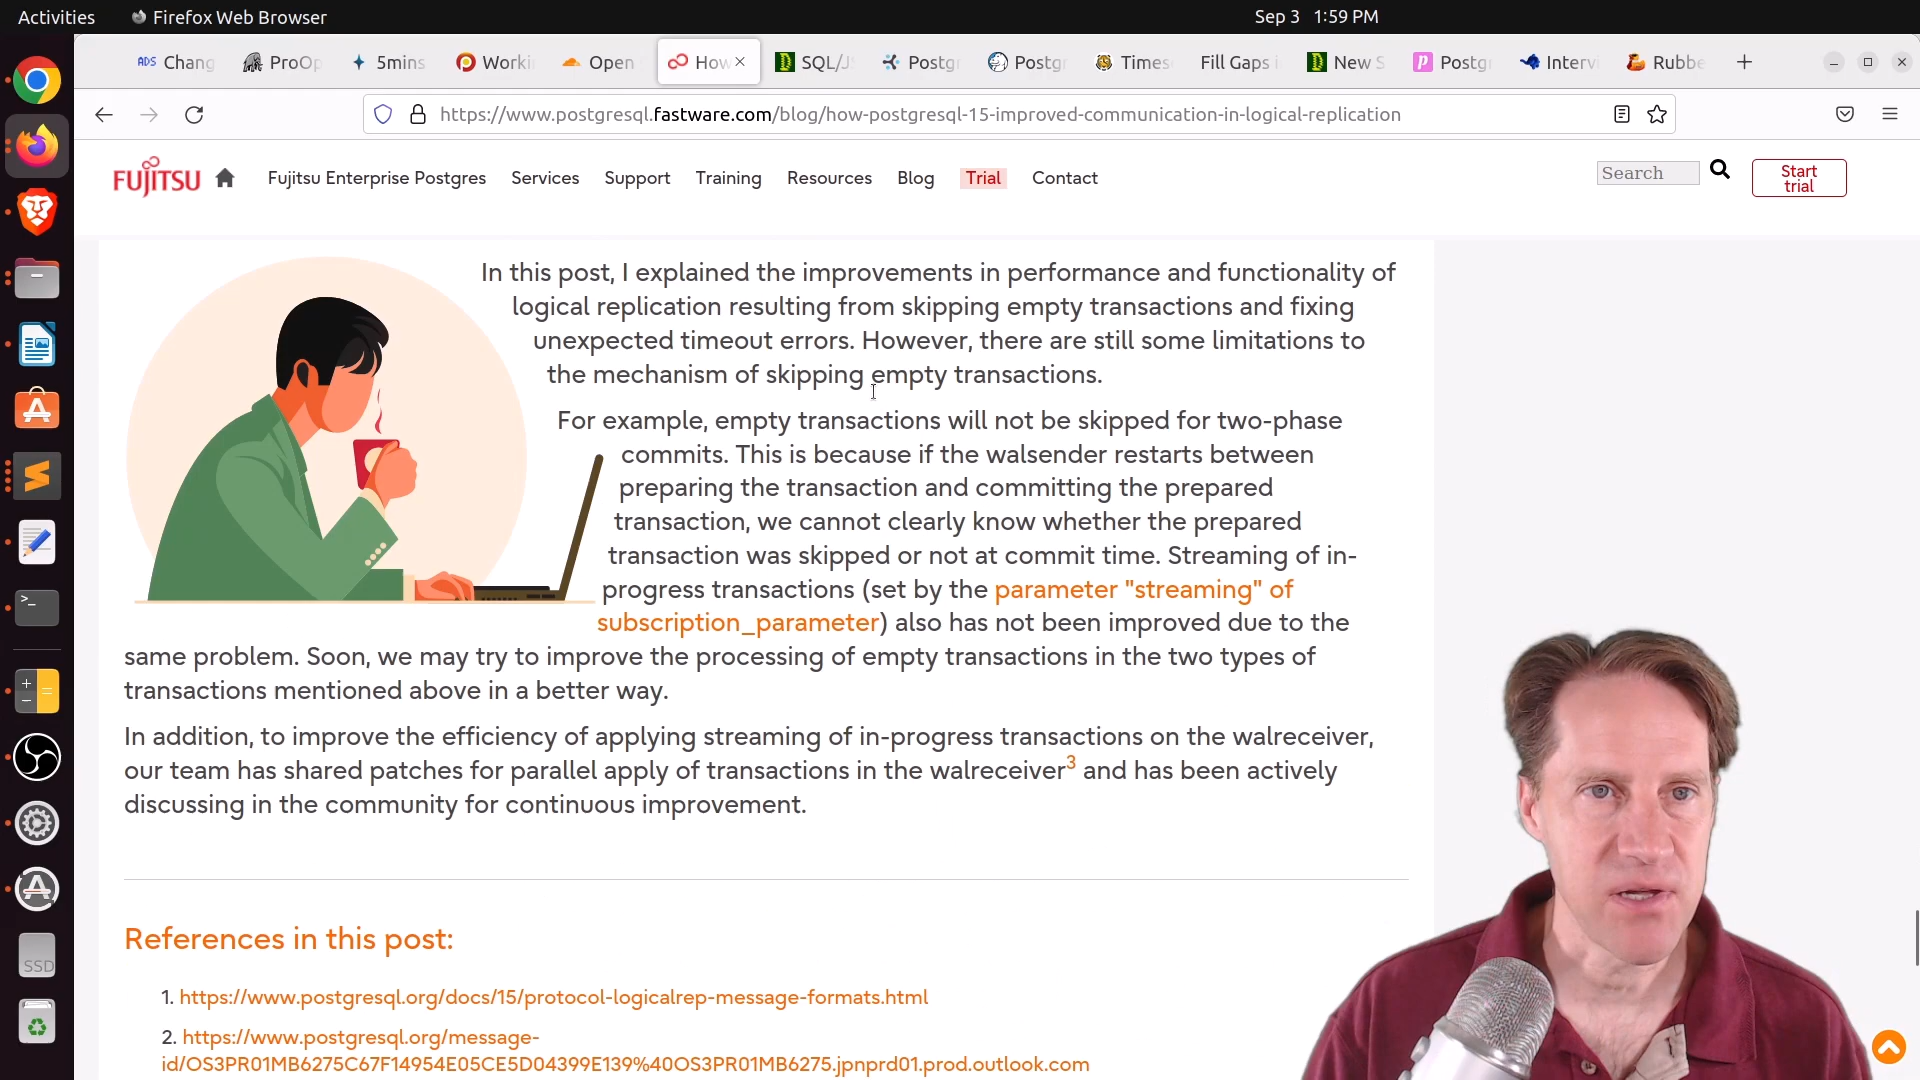 Activities
Firefox Web Browser
Sep 3 1:59 PM
ADS Chang
ProOp
5mins
Worki
Open
How
SQL/JS
Postgr
Postgr
Timesc
Fill Gaps i
New S
Postg
Intervi
Rubbe
https://www.postgresql.fastware.com/blog/how-postgresql-15-improved-communication-in-logical-replication
FUJITSU
Fujitsu Enterprise Postgres
Services
Support
Training
Resources
Blog
Trial
Contact
Search
Start
trial
In this post, I explained the improvements in performance and functionality of
logical replication resulting from skipping empty transactions and fixing
unexpected timeout errors. However, there are still some limitations to
the mechanism of skipping empty transactions.
For example, empty transactions will not be skipped for two-phase
commits. This is because if the walsender restarts between
preparing the transaction and committing the prepared
transaction, we cannot clearly know whether the prepared
transaction was skipped or not at commit time. Streaming of in-
progress transactions (set by the parameter "streaming" of
subscription_parameter) also has not been improved due to the
same problem. Soon, we may try to improve the processing of empty transactions in the two types of
transactions mentioned above in a better way.
In addition, to improve the efficiency of applying streaming of in-progress transactions on the walreceiver,
our team has shared patches for parallel apply of transactions in the walreceiver3 and has been actively
discussing in the community for continuous improvement.
References in this post:
1. https://www.postgresql.org/docs/15/protocol-logicalrep-message-formats.html
2. https://www.postgresql.org/message-
id/OS3PR01MB6275C67F14954E05CE5D04399E139%40OS3PR01MB6275.jpnprd01.prod.outlook.com
SSD